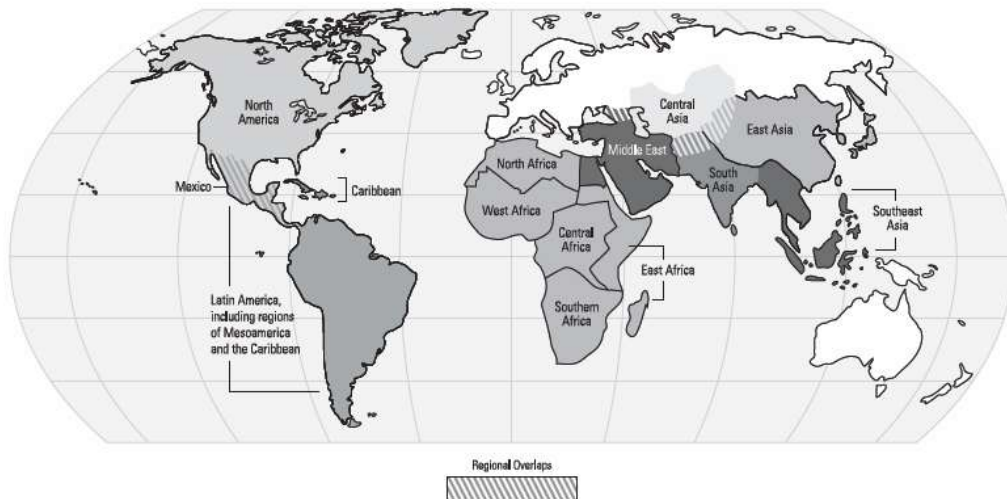 North
America
Mexico
Caribbean
Latin America,
including regions
of Mesoamerica
and the Caribbean
North Africa
West Africa
Central
Africa
East Africa
Southern
Africa
Middle East
Central
Asia
East Asia
South
Asia
Southeast
Asia
Regional Overlaps